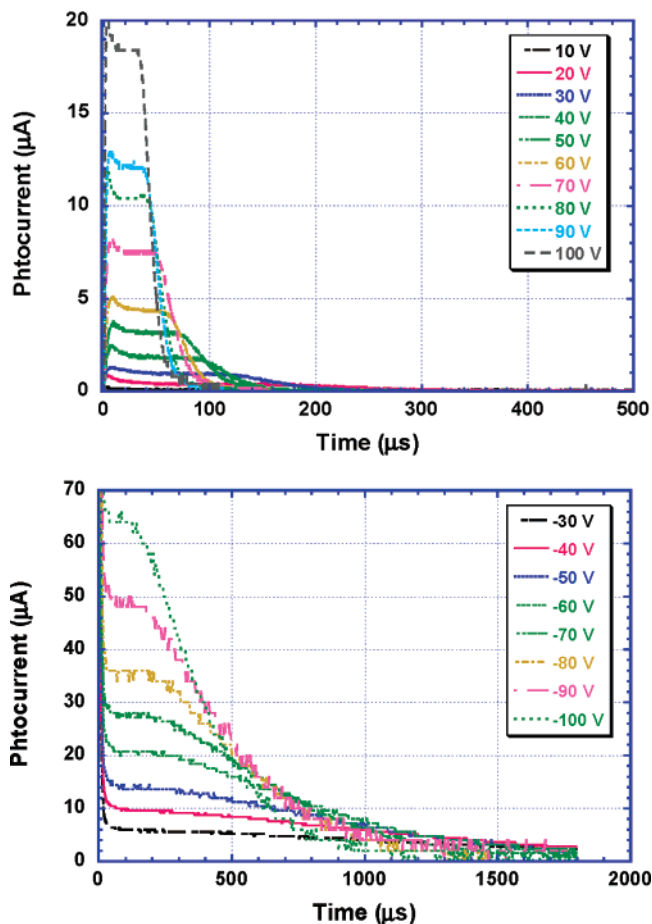 20
15
10
5
0
Phtocurrent (µA)
10 V
20 V
30 V
40 V
50 V
60 V
70 V
80 V
90 V
100 V
0 100 200 300 400 500
Time (µs)
70
60
50
40
30
20
10
0
Phtocurrent (µA)
-30 V
-40 V
-50 V
-60 V
-70 V
-80 V
-90 V
-100 V
0 500 1000 1500 2000
Time (µs)